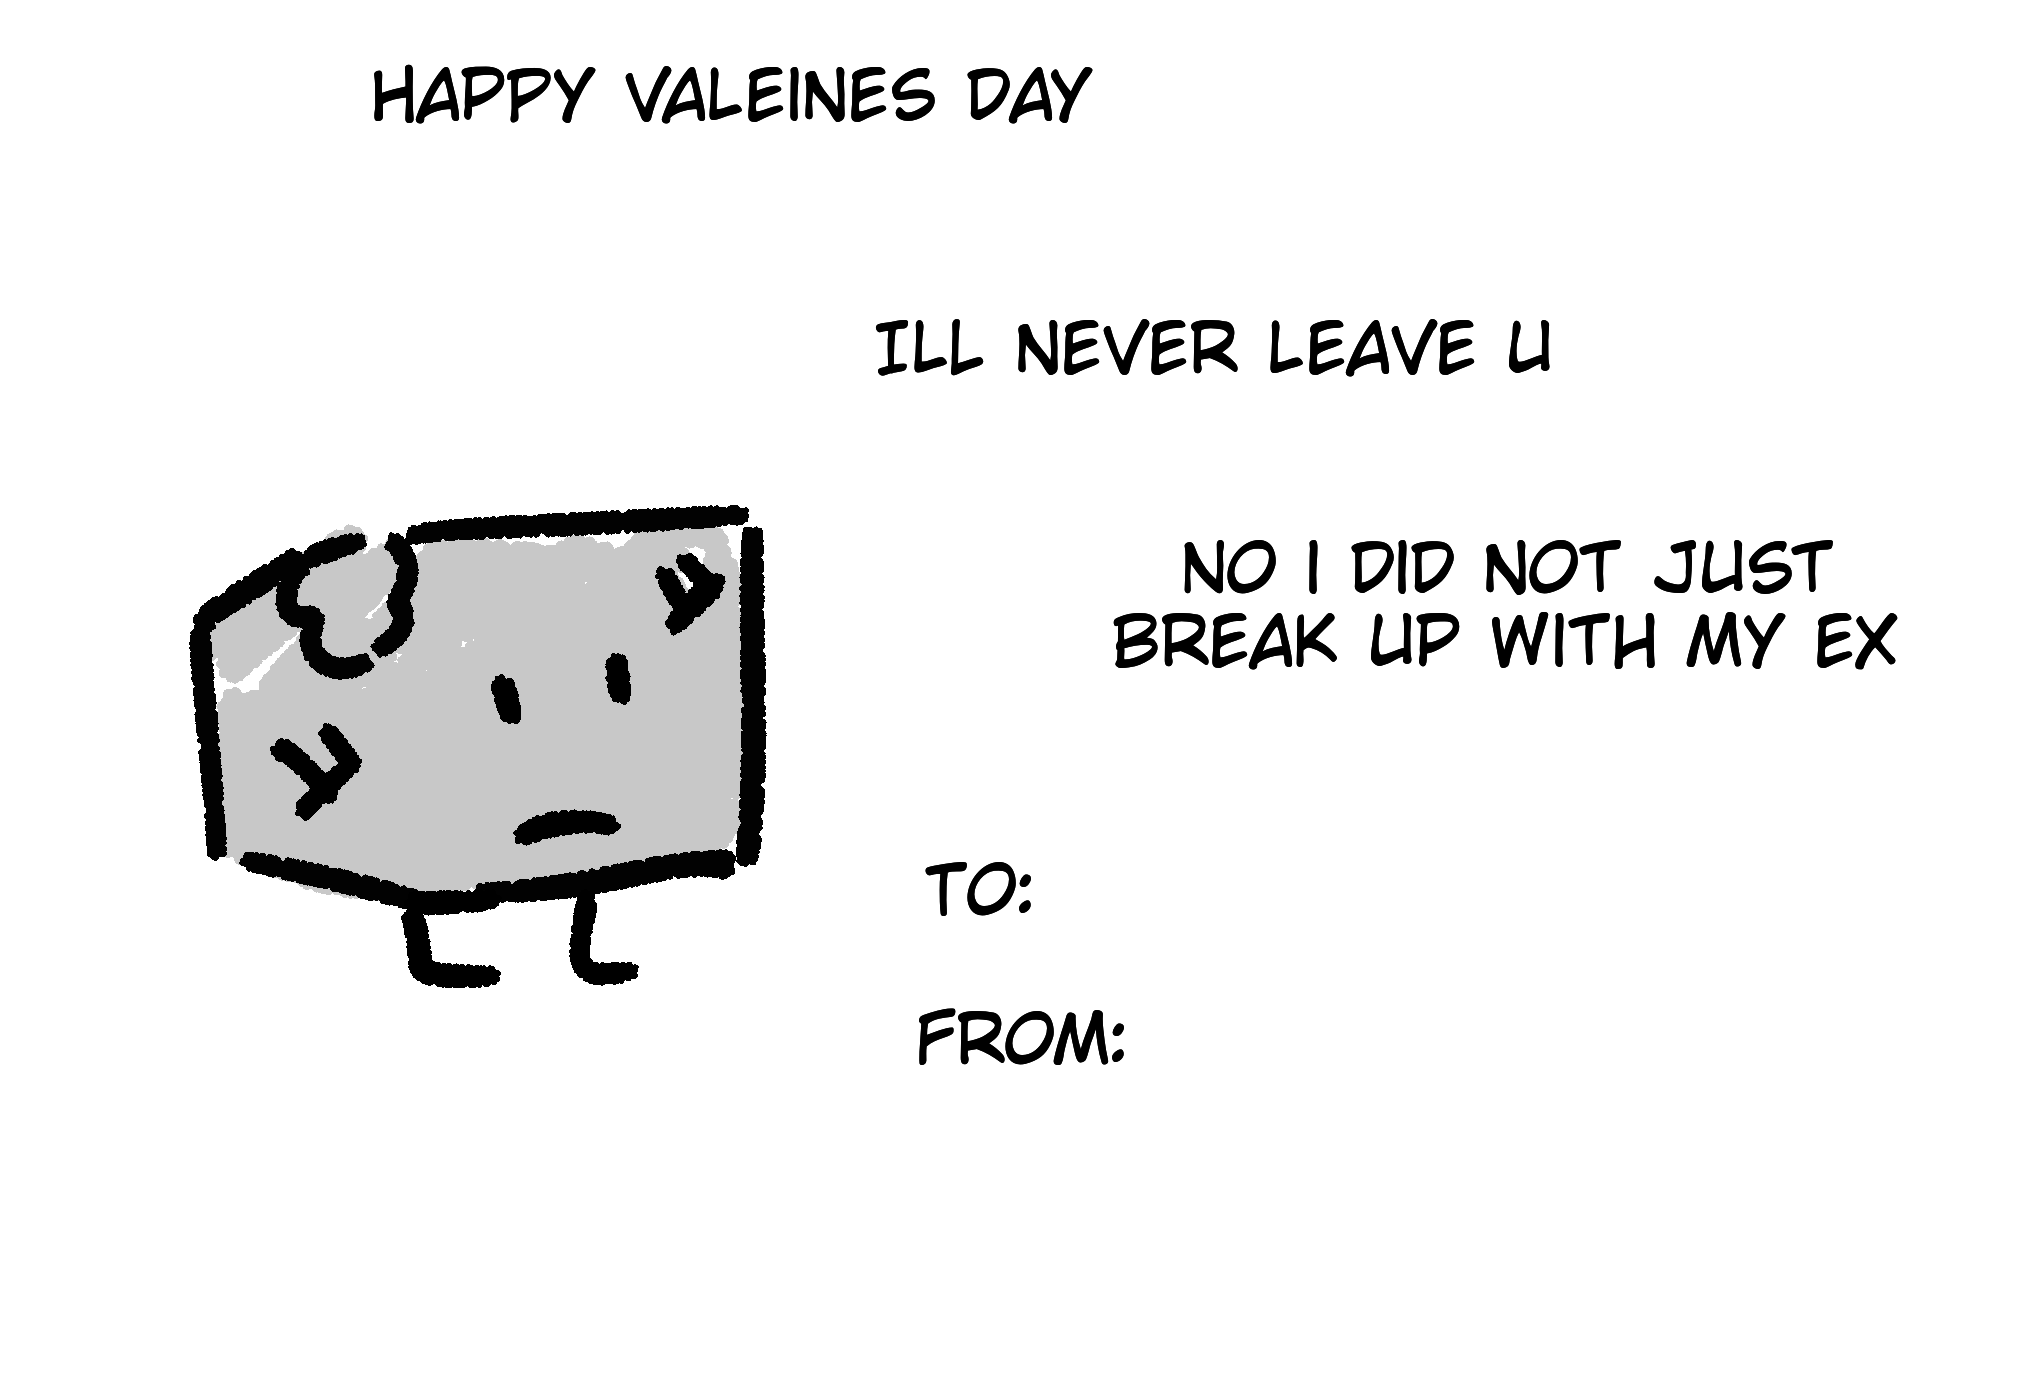 HAPPY VALEINES DAY
ILL NEVER LEAVE U
NO I DID NOT JUST
BREAK UP WITH MY EX
TO:
FROM: